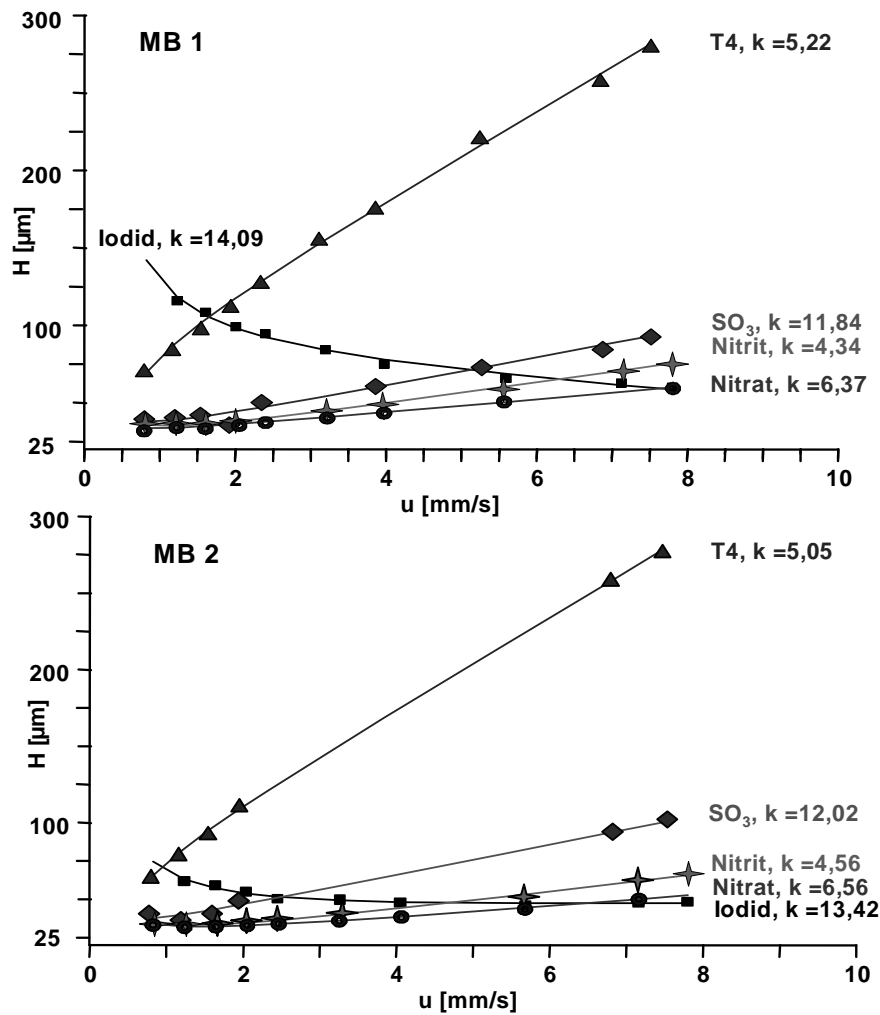 300
MB 1
T4, k =5,22
200
H [µm]
Iodid, k =14,09
100
SO3, k =11,84
Nitrit, k =4,34
Nitrat, k =6,37
25
0 2 4 6 8 10
u [mm/s]
300
MB 2
T4, k =5,05
200
H [µm]
100
SO3, k =12,02
Nitrit, k =4,56
Nitrat, k =6,56
Iodid, k =13,42
25
0 2 4 6 8 10
u [mm/s]